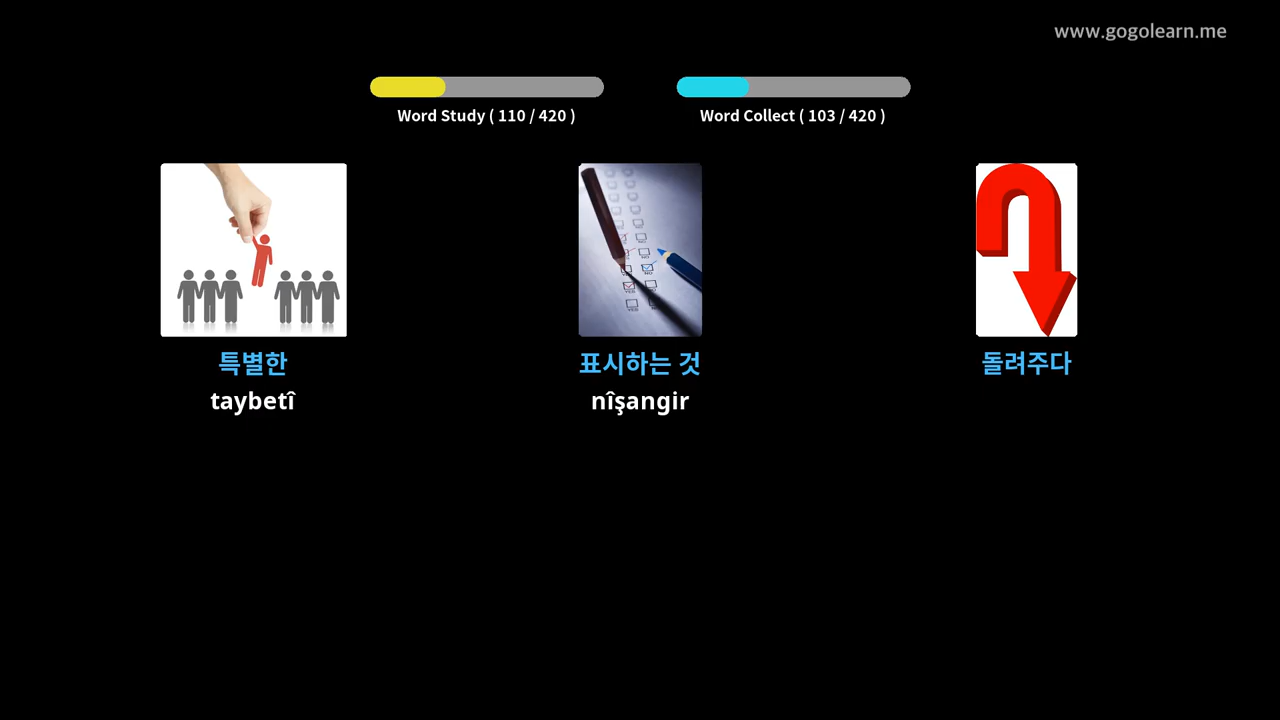 www.gogolearn.me
Word Study ( 110 / 420 )
Word Collect ( 103 / 420 )
특별한
taybetî
표시하는 것
nîşangir
돌려주다